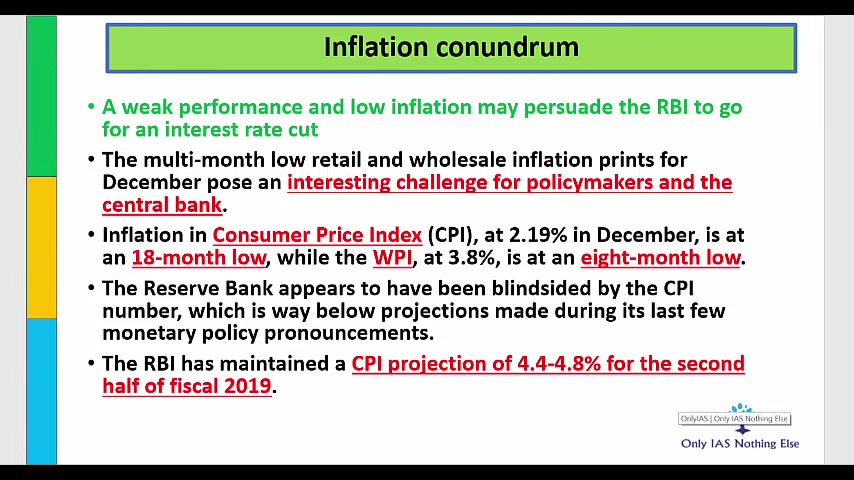 Inflation conundrum
• A weak performance and low inflation may persuade the RBI to go
for an interest rate cut
• The multi-month low retail and wholesale inflation prints for
December pose an interesting challenge for policymakers and the
central bank.
• Inflation in Consumer Price Index (CPI), at 2.19% in December, is at
an 18-month low, while the WPI, at 3.8%, is at an eight-month low.
• The Reserve Bank appears to have been blindsided by the CPI
number, which is way below projections made during its last few
monetary policy pronouncements.
• The RBI has maintained a CPI projection of 4.4-4.8% for the second
half of fiscal 2019.
OnlyIAS | Only IAS Nothing Else
Only IAS Nothing Else